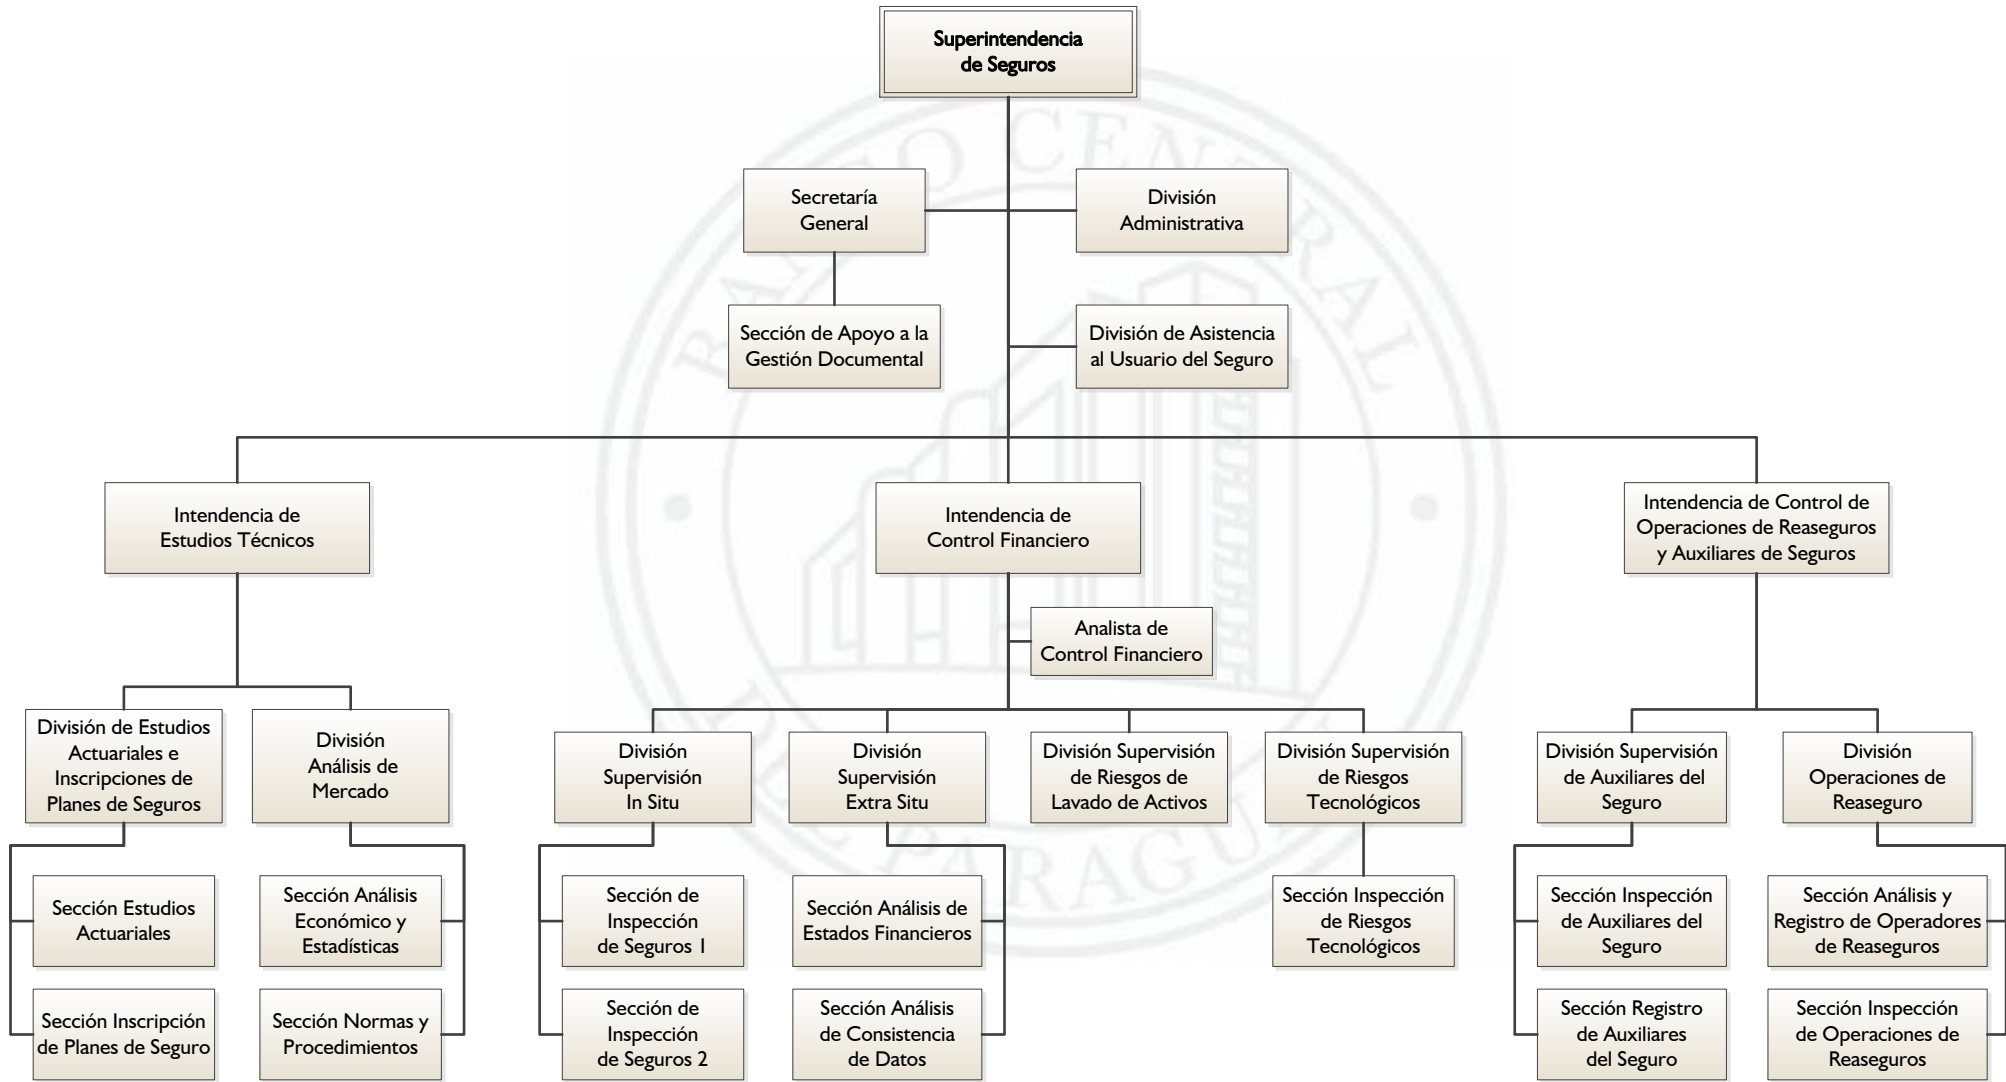 Superintendencia
de Seguros
Secretaría
General
División
Administrativa
Sección de Apoyo a la
Gestión Documental
División de Asistencia
al Usuario del Seguro
Intendencia de
Estudios Técnicos
Intendencia de
Control Financiero
Intendencia de Control de
Operaciones de Reaseguros
y Auxiliares de Seguros
Analista de
Control Financiero
División de Estudios
Actuariales e
Inscripciones de
Planes de Seguros
División
Análisis de
Mercado
División
Supervisión
In Situ
División
Supervisión
Extra Situ
División Supervisión
de Riesgos de
Lavado de Activos
División Supervisión
de Riesgos
Tecnológicos
División Supervisión
de Auxiliares del
Seguro
División
Operaciones de
Reaseguro
Sección Estudios
Actuariales
Sección Análisis
Económico y
Estadísticas
Sección de
Inspección
de Seguros 1
Sección Análisis de
Estados Financieros
Sección Inspección
de Riesgos
Tecnológicos
Sección Inspección
de Auxiliares del
Seguro
Sección Análisis y
Registro de Operadores
de Reaseguros
Sección Inscripción
de Planes de Seguro
Sección Normas y
Procedimientos
Sección de
Inspección
de Seguros 2
Sección Análisis
de Consistencia
de Datos
Sección Registro
de Auxiliares
del Seguro
Sección Inspección
de Operaciones de
Reaseguros
BANCO CENTRAL
DEL PARAGUAY